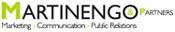 MARTINENGO & PARTNERS
Marketing · Communication · Public Relations